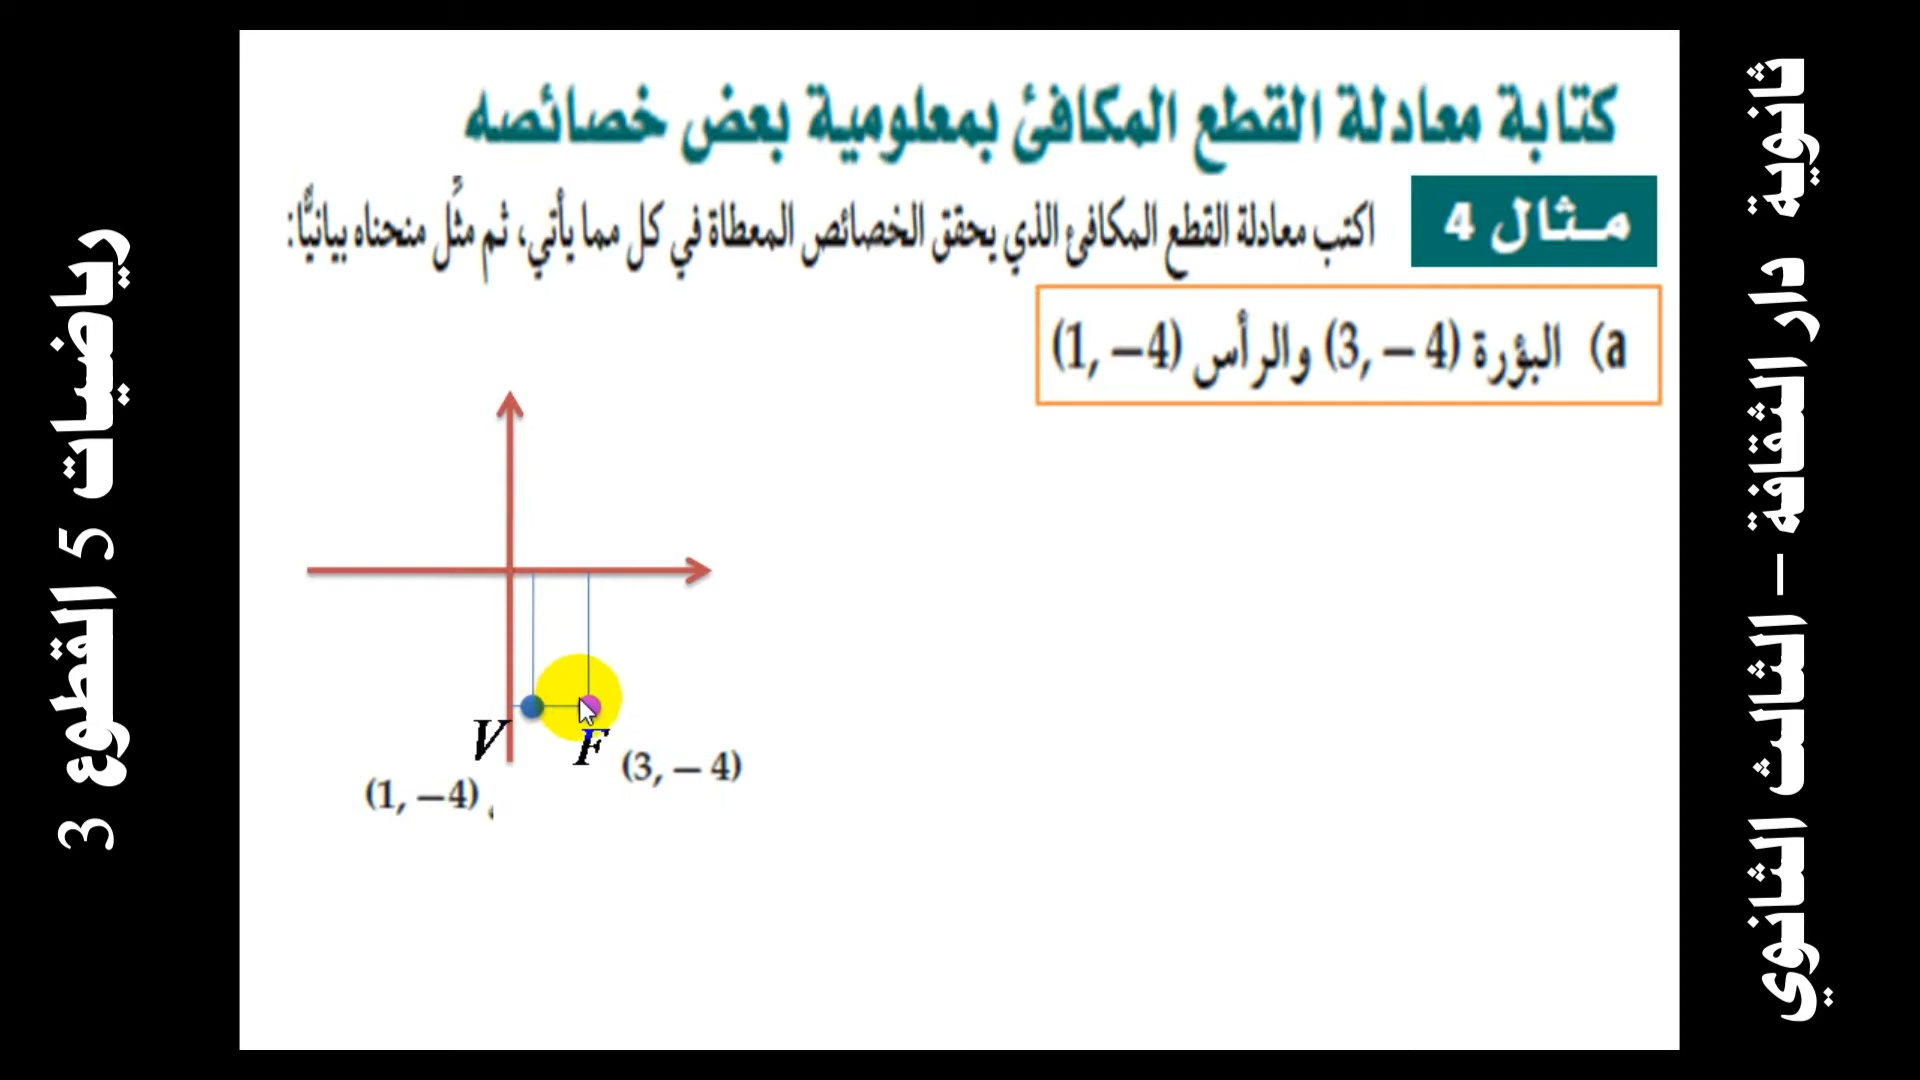 كتابة معادلة القطع المكافئ بمعلومية بعض خصائصه
مثال 4
اكتب معادلة القطع المكافئ الذي يحقق الخصائص المعطاة في كل مما يأتي، ثم مثِّل منحناه بيانيًّا:
a) البؤرة (3, −4) والرأس (1, −4)
V
F
(3, −4)
(1, −4)
ثانوية دار الثقافة – الثالث الثانوي
رياضيات 5 القطوع 3